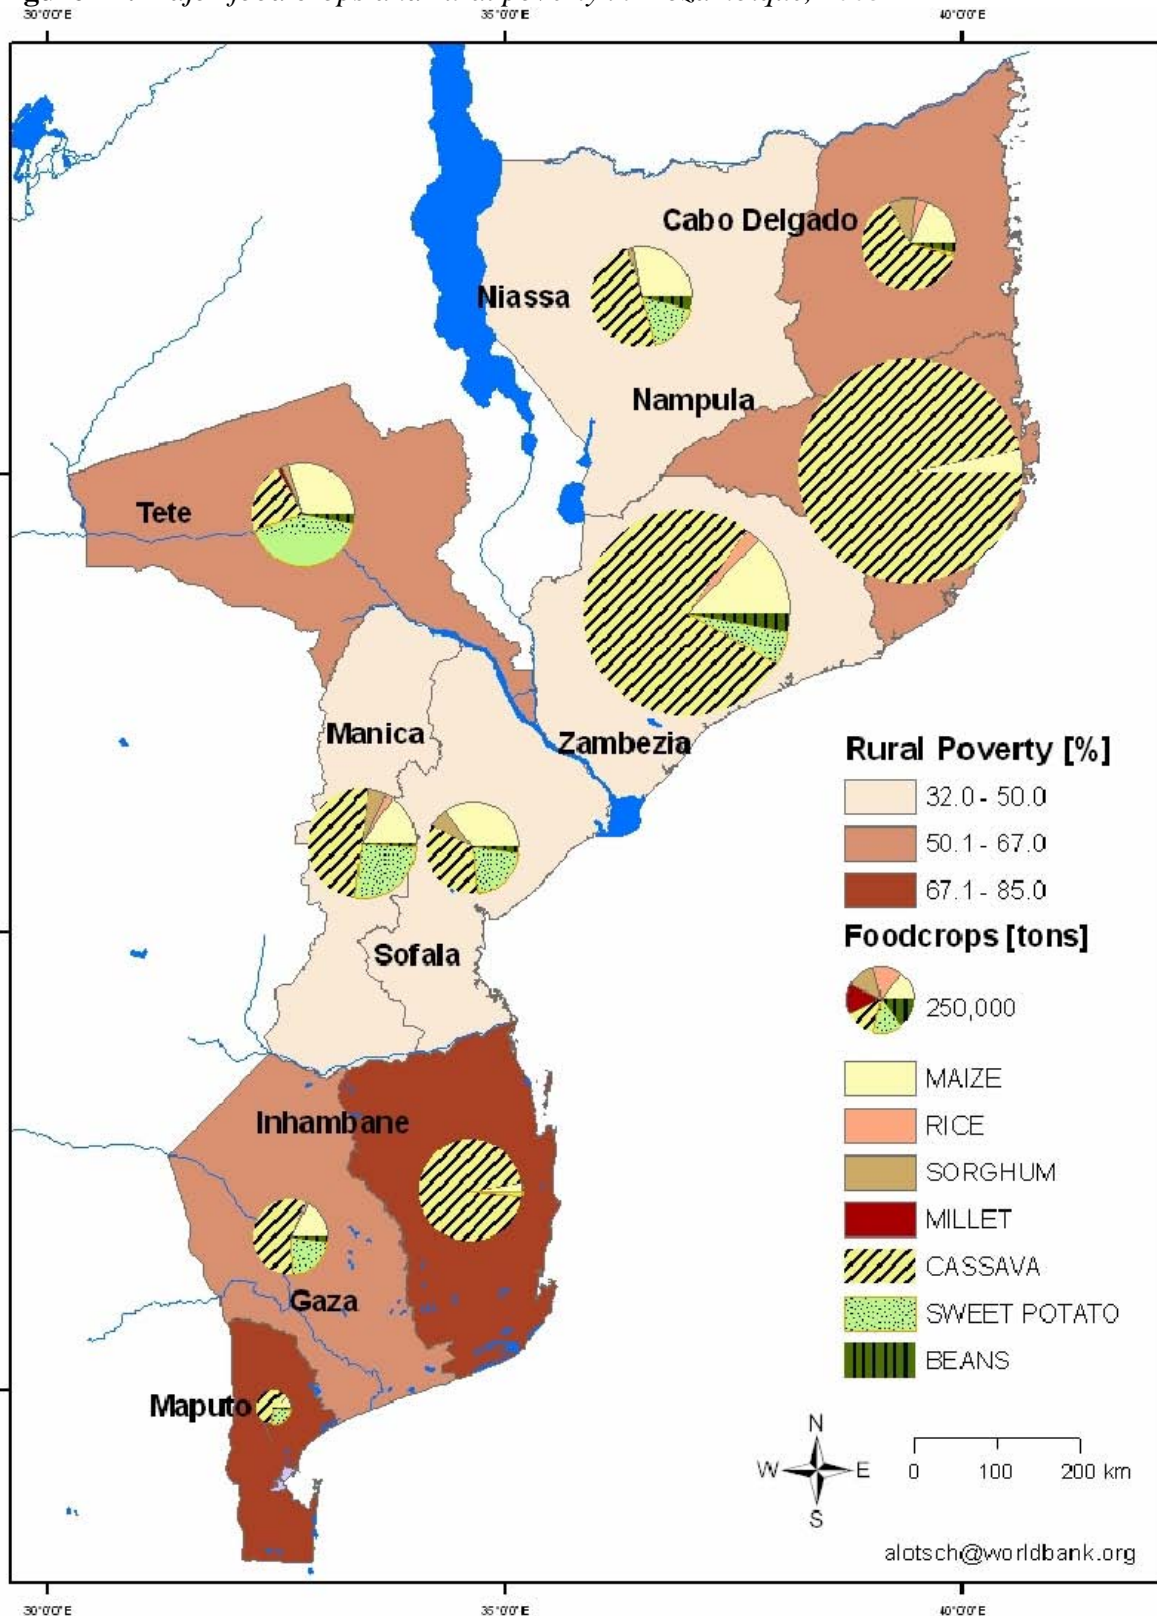 30°0'0"E 35°0'0"E 40°0'0"E
Cabo Delgado
Niassa
Nampula
Tete
Manica
Zambezia
Sofala
Inhambane
Gaza
Maputo
Rural Poverty [%]
32.0 - 50.0
50.1 - 67.0
67.1 - 85.0
Foodcrops [tons]
250,000
MAIZE
RICE
SORGHUM
MILLET
CASSAVA
SWEET POTATO
BEANS
N
W E
S
0 100 200 km
alotsch@worldbank.org
30°0'0"E 35°0'0"E 40°0'0"E